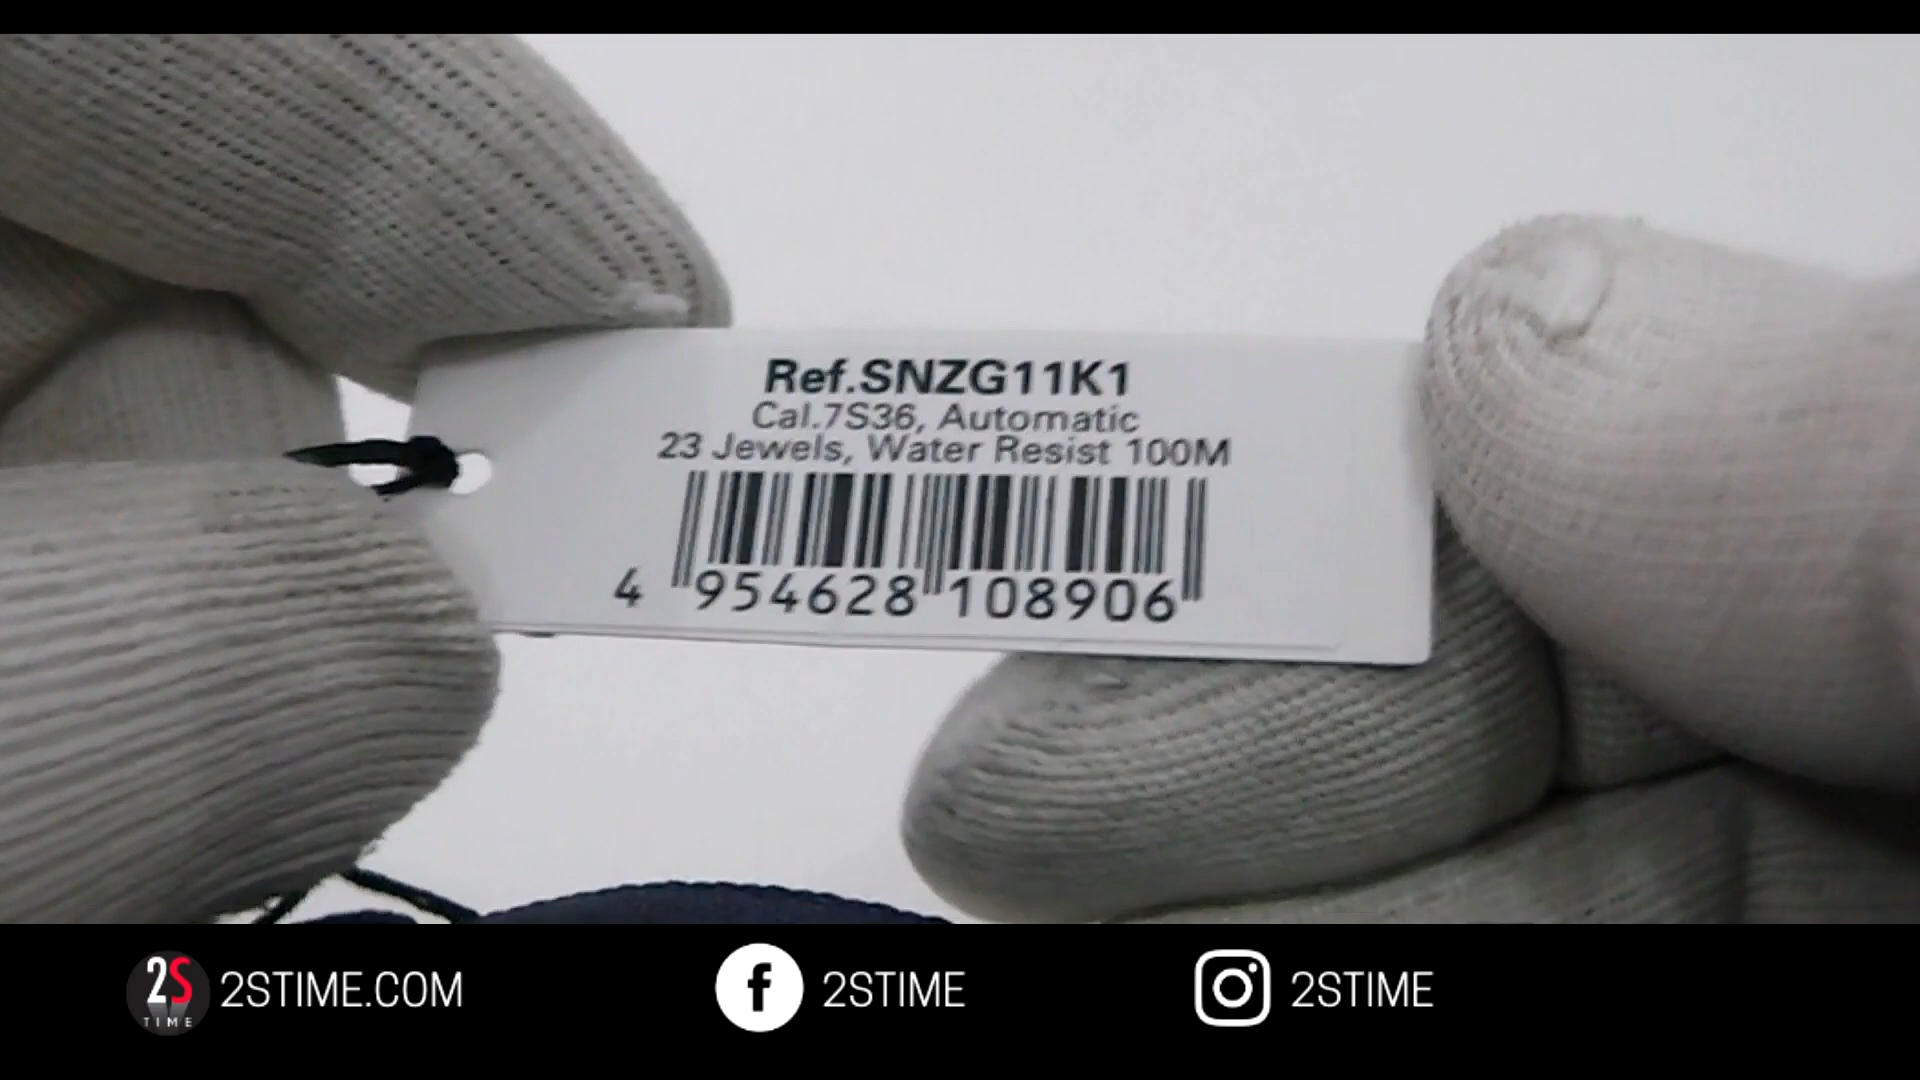 Ref.SNZG11K1
Cal.7S36, Automatic
23 Jewels, Water Resist 100M
4 954628 108906
2S TIME 2STIME.COM
f 2STIME
2STIME